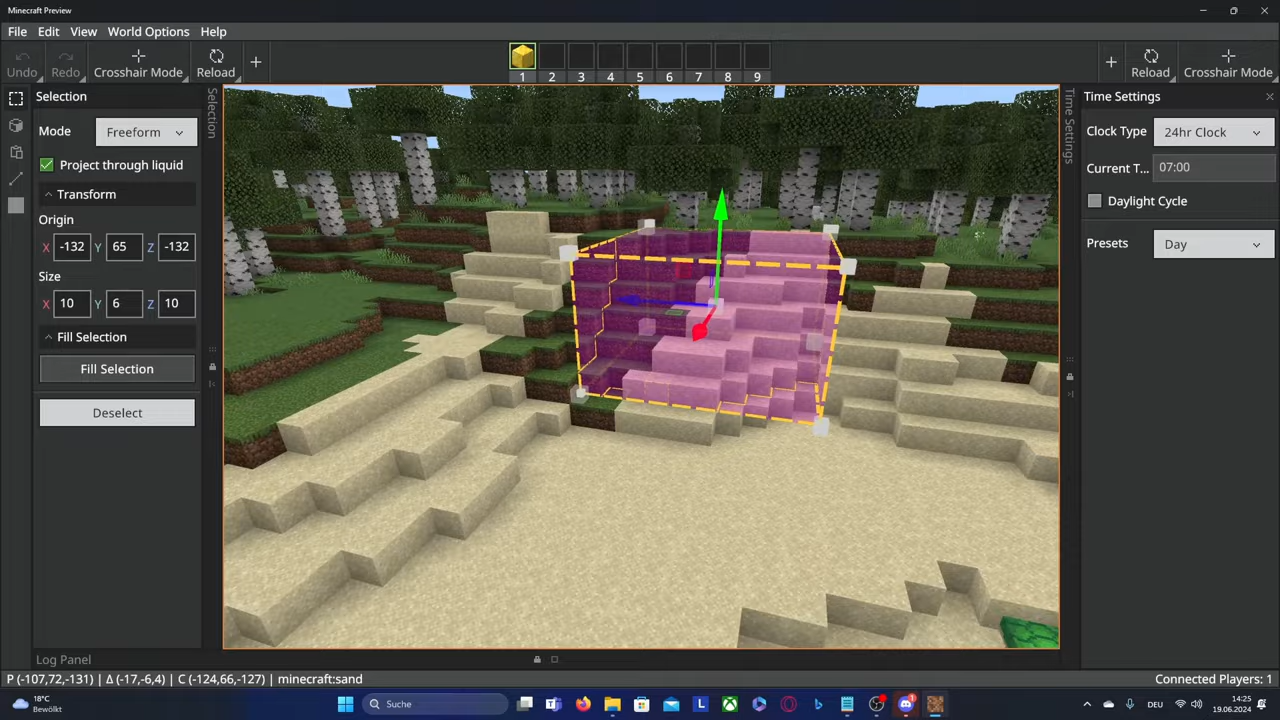 Minecraft Preview
File Edit View World Options Help
Undo Redo Crosshair Mode Reload
1 2 3 4 5 6 7 8 9
Reload Crosshair Mode
Selection
Mode Freeform
Project through liquid
Transform
Origin
X -132 Y 65 Z -132
Size
X 10 Y 6 Z 10
Fill Selection
Fill Selection
Deselect
Selection
Time Settings
Time Settings
Clock Type 24hr Clock
Current T... 07:00
Daylight Cycle
Presets Day
Log Panel
P (-107,72,-131) | Δ (-17,-6,4) | C (-124,66,-127) | minecraft:sand
Connected Players: 1
18°C
Bewölkt
Suche
DEU
14:25
19.06.2024